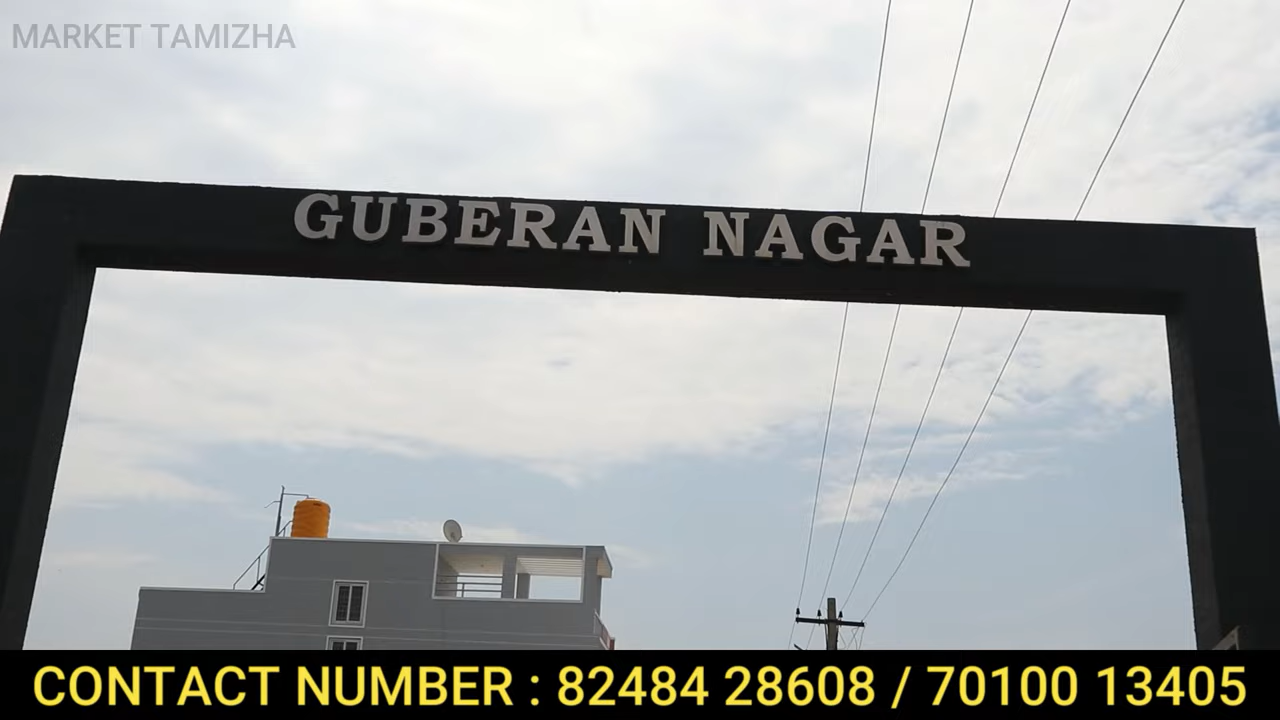 MARKET TAMIZHA
GUBERAN NAGAR
CONTACT NUMBER : 82484 28608 / 70100 13405